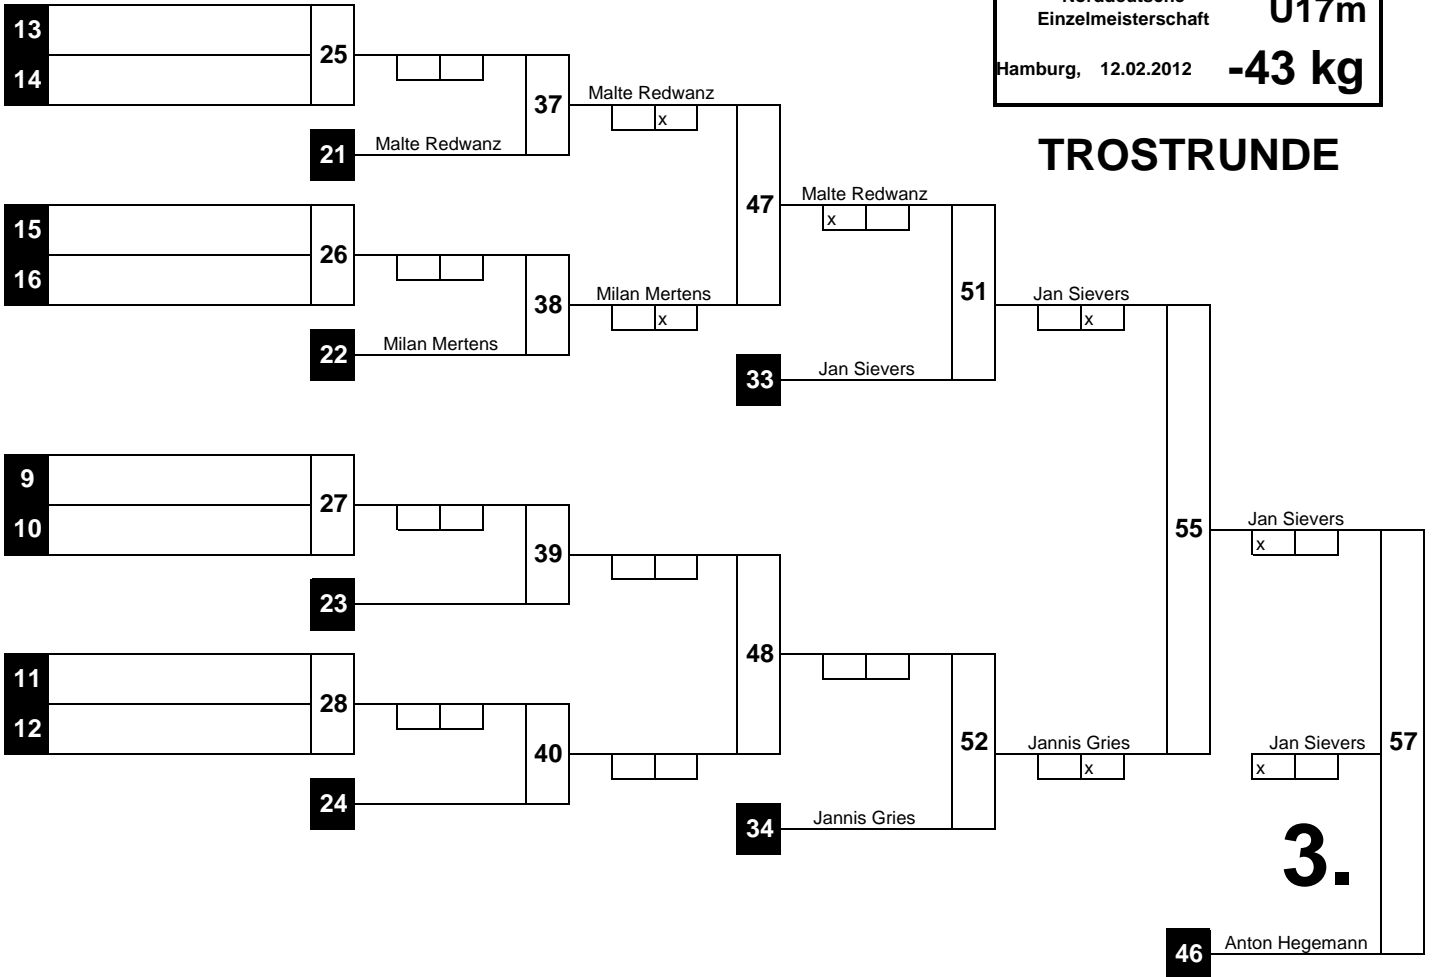 Norddeutsche
Einzelmeisterschaft U17m
Hamburg, 12.02.2012 -43 kg
TROSTRUNDE
13
25
14
37
Malte Redwanz
x
21
Malte Redwanz
47
Malte Redwanz
x
15
26
16
38
Milan Mertens
x
22
Milan Mertens
51
Jan Sievers
x
33
Jan Sievers
9
27
10
39
23
55
Jan Sievers
x
48
11
28
12
40
24
52
Jannis Gries
x
34
Jannis Gries
Jan Sievers
x
57
3.
46
Anton Hegemann